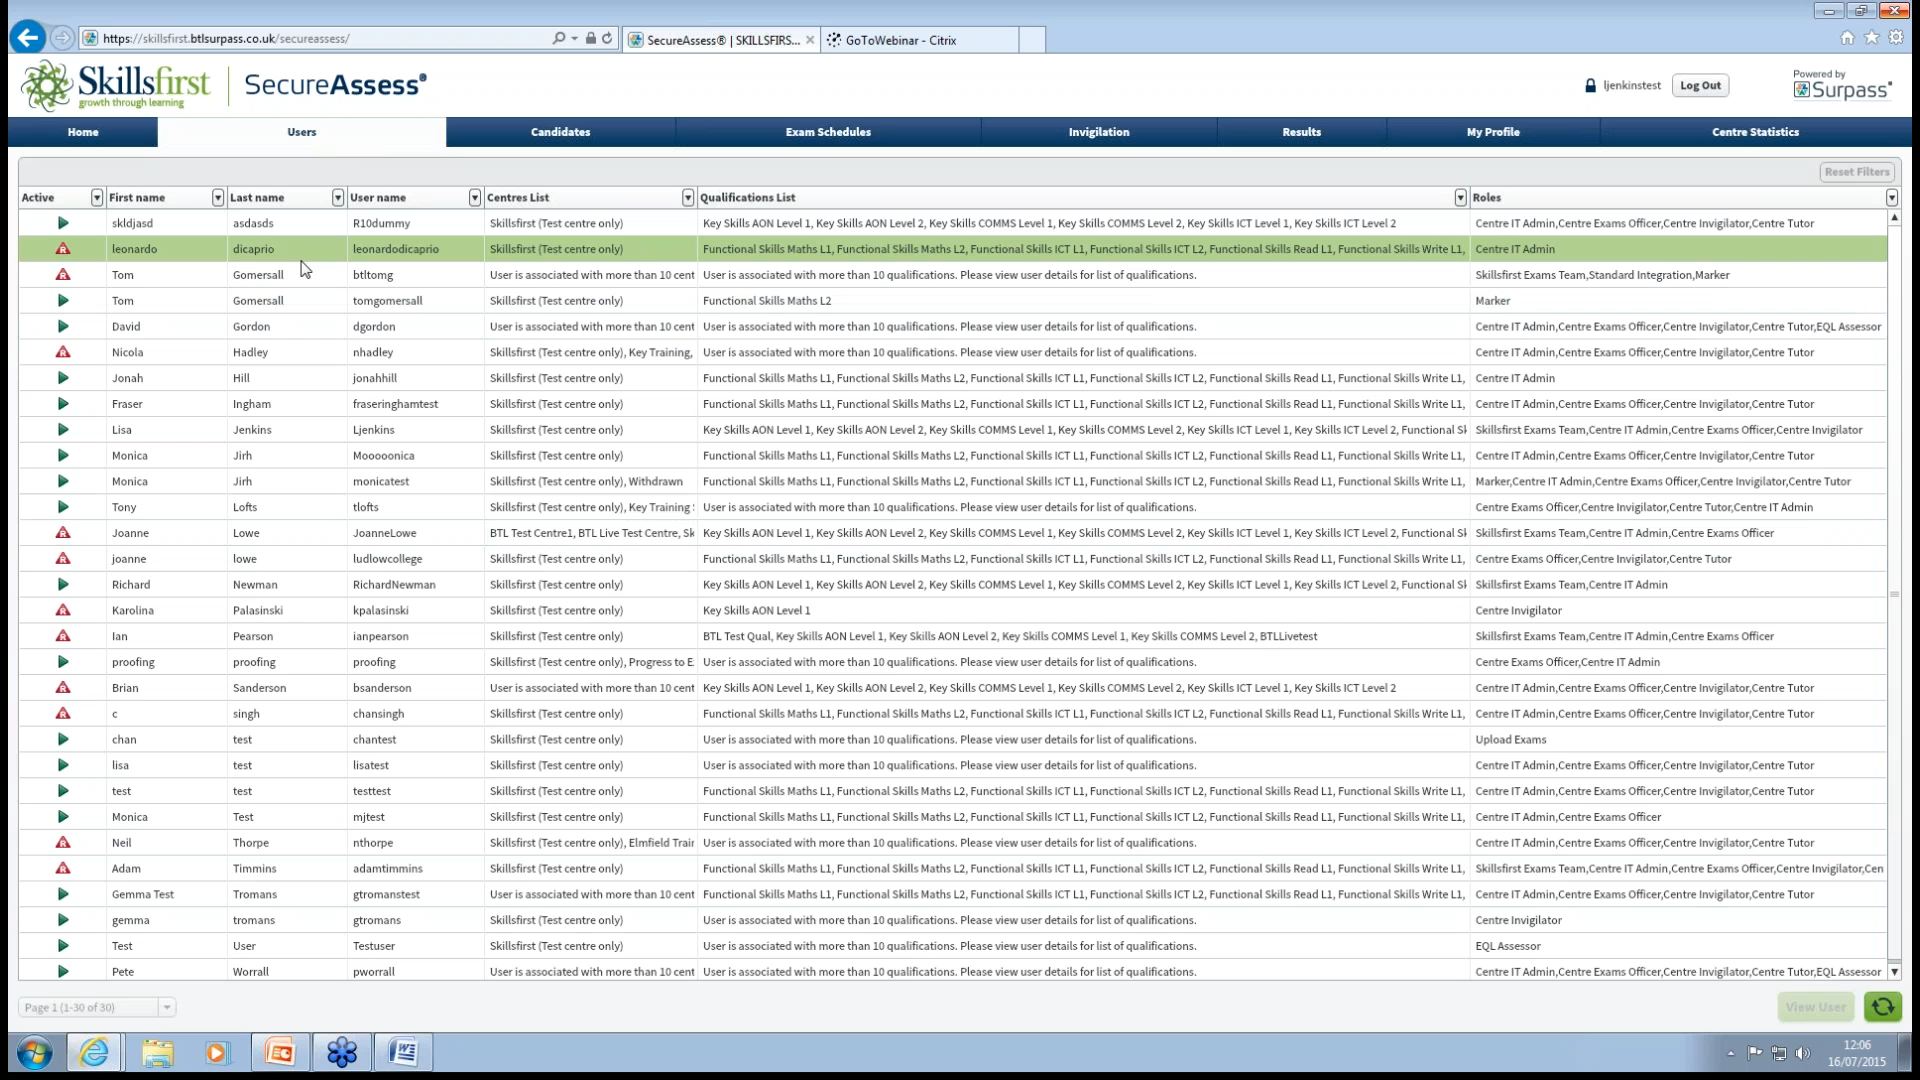 https://skillsfirst.btlsurpass.co.uk/secureassess/
SecureAssess® | SKILLSFIRS...
GoToWebinar - Citrix
Skillsfirst
growth through learning
SecureAssess®
ljenkinstest
Log Out
Powered by
Surpass
Home Users Candidates Exam Schedules Invigilation Results My Profile Centre Statistics
Reset Filters
Active First name Last name User name Centres List Qualifications List Roles
skldjasd asdasds R10dummy Skillsfirst (Test centre only) Key Skills AON Level 1, Key Skills AON Level 2, Key Skills COMMS Level 1, Key Skills COMMS Level 2, Key Skills ICT Level 1, Key Skills ICT Level 2 Centre IT Admin,Centre Exams Officer,Centre Invigilator,Centre Tutor
leonardo dicaprio leonardodicaprio Skillsfirst (Test centre only) Functional Skills Maths L1, Functional Skills Maths L2, Functional Skills ICT L1, Functional Skills ICT L2, Functional Skills Read L1, Functional Skills Write L1, Centre IT Admin
Tom Gomersall btltomg User is associated with more than 10 cent User is associated with more than 10 qualifications. Please view user details for list of qualifications. Skillsfirst Exams Team,Standard Integration,Marker
Tom Gomersall tomgomersall Skillsfirst (Test centre only) Functional Skills Maths L2 Marker
David Gordon dgordon User is associated with more than 10 cent User is associated with more than 10 qualifications. Please view user details for list of qualifications. Centre IT Admin,Centre Exams Officer,Centre Invigilator,Centre Tutor,EQL Assessor
Nicola Hadley nhadley Skillsfirst (Test centre only), Key Training, User is associated with more than 10 qualifications. Please view user details for list of qualifications. Centre IT Admin,Centre Exams Officer,Centre Invigilator,Centre Tutor
Jonah Hill jonahhill Skillsfirst (Test centre only) Functional Skills Maths L1, Functional Skills Maths L2, Functional Skills ICT L1, Functional Skills ICT L2, Functional Skills Read L1, Functional Skills Write L1, Centre IT Admin
Fraser Ingham fraseringhamtest Skillsfirst (Test centre only) Functional Skills Maths L1, Functional Skills Maths L2, Functional Skills ICT L1, Functional Skills ICT L2, Functional Skills Read L1, Functional Skills Write L1, Centre IT Admin,Centre Exams Officer,Centre Invigilator,Centre Tutor
Lisa Jenkins Ljenkins Skillsfirst (Test centre only) Key Skills AON Level 1, Key Skills AON Level 2, Key Skills COMMS Level 1, Key Skills COMMS Level 2, Key Skills ICT Level 1, Key Skills ICT Level 2, Functional Sk Skillsfirst Exams Team,Centre IT Admin,Centre Exams Officer,Centre Invigilator
Monica Jirh Mooooonica Skillsfirst (Test centre only) Functional Skills Maths L1, Functional Skills Maths L2, Functional Skills ICT L1, Functional Skills ICT L2, Functional Skills Read L1, Functional Skills Write L1, Centre IT Admin,Centre Exams Officer,Centre Invigilator,Centre Tutor
Monica Jirh monicatest Skillsfirst (Test centre only), Withdrawn Functional Skills Maths L1, Functional Skills Maths L2, Functional Skills ICT L1, Functional Skills ICT L2, Functional Skills Read L1, Functional Skills Write L1, Marker,Centre IT Admin,Centre Exams Officer,Centre Invigilator,Centre Tutor
Tony Lofts tlofts Skillsfirst (Test centre only), Key Training User is associated with more than 10 qualifications. Please view user details for list of qualifications. Centre Exams Officer,Centre Invigilator,Centre Tutor,Centre IT Admin
Joanne Lowe JoanneLowe BTL Test Centre1, BTL Live Test Centre, Sk Key Skills AON Level 1, Key Skills AON Level 2, Key Skills COMMS Level 1, Key Skills COMMS Level 2, Key Skills ICT Level 1, Key Skills ICT Level 2, Functional Sk Skillsfirst Exams Team,Centre IT Admin,Centre Exams Officer
joanne lowe ludlowcollege Skillsfirst (Test centre only) Functional Skills Maths L1, Functional Skills Maths L2, Functional Skills ICT L1, Functional Skills ICT L2, Functional Skills Read L1, Functional Skills Write L1, Centre Exams Officer,Centre Invigilator,Centre Tutor
Richard Newman RichardNewman Skillsfirst (Test centre only) Key Skills AON Level 1, Key Skills AON Level 2, Key Skills COMMS Level 1, Key Skills COMMS Level 2, Key Skills ICT Level 1, Key Skills ICT Level 2, Functional Sk Skillsfirst Exams Team,Centre IT Admin
Karolina Palasinski kpalasinski Skillsfirst (Test centre only) Key Skills AON Level 1 Centre Invigilator
Ian Pearson ianpearson Skillsfirst (Test centre only) BTL Test Qual, Key Skills AON Level 1, Key Skills AON Level 2, Key Skills COMMS Level 1, Key Skills COMMS Level 2, BTLLivetest Skillsfirst Exams Team,Centre IT Admin,Centre Exams Officer
proofing proofing proofing Skillsfirst (Test centre only), Progress to E User is associated with more than 10 qualifications. Please view user details for list of qualifications. Centre Exams Officer,Centre IT Admin
Brian Sanderson bsanderson User is associated with more than 10 cent Key Skills AON Level 1, Key Skills AON Level 2, Key Skills COMMS Level 1, Key Skills COMMS Level 2, Key Skills ICT Level 1, Key Skills ICT Level 2 Centre IT Admin,Centre Exams Officer,Centre Invigilator,Centre Tutor
c singh chansingh Skillsfirst (Test centre only) Functional Skills Maths L1, Functional Skills Maths L2, Functional Skills ICT L1, Functional Skills ICT L2, Functional Skills Read L1, Functional Skills Write L1, Centre IT Admin,Centre Exams Officer,Centre Invigilator,Centre Tutor
chan test chantest Skillsfirst (Test centre only) User is associated with more than 10 qualifications. Please view user details for list of qualifications. Upload Exams
lisa test lisatest Skillsfirst (Test centre only) User is associated with more than 10 qualifications. Please view user details for list of qualifications. Centre IT Admin,Centre Exams Officer,Centre Invigilator,Centre Tutor
test test testtest Skillsfirst (Test centre only) Functional Skills Maths L1, Functional Skills Maths L2, Functional Skills ICT L1, Functional Skills ICT L2, Functional Skills Read L1, Functional Skills Write L1, Centre IT Admin,Centre Exams Officer,Centre Invigilator,Centre Tutor
Monica Test mjtest Skillsfirst (Test centre only) Functional Skills Maths L1, Functional Skills Maths L2, Functional Skills ICT L1, Functional Skills ICT L2, Functional Skills Read L1, Functional Skills Write L1, Centre IT Admin,Centre Exams Officer
Neil Thorpe nthorpe Skillsfirst (Test centre only), Elmfield Trair User is associated with more than 10 qualifications. Please view user details for list of qualifications. Centre IT Admin,Centre Exams Officer,Centre Invigilator,Centre Tutor
Adam Timmins adamtimmins Skillsfirst (Test centre only) Functional Skills Maths L1, Functional Skills Maths L2, Functional Skills ICT L1, Functional Skills ICT L2, Functional Skills Read L1, Functional Skills Write L1, Skillsfirst Exams Team,Centre IT Admin,Centre Exams Officer,Centre Invigilator,Cen
Gemma Test Tromans gtromanstest User is associated with more than 10 cent Functional Skills Maths L1, Functional Skills Maths L2, Functional Skills ICT L1, Functional Skills ICT L2, Functional Skills Read L1, Functional Skills Write L1, Centre IT Admin,Centre Exams Officer,Centre Invigilator,Centre Tutor
gemma tromans gtromans Skillsfirst (Test centre only) User is associated with more than 10 qualifications. Please view user details for list of qualifications. Centre Invigilator
Test User Testuser Skillsfirst (Test centre only) User is associated with more than 10 qualifications. Please view user details for list of qualifications. EQL Assessor
Pete Worrall pworrall User is associated with more than 10 cent User is associated with more than 10 qualifications. Please view user details for list of qualifications. Centre IT Admin,Centre Exams Officer,Centre Invigilator,Centre Tutor,EQL Assessor
Page 1 (1-30 of 30)
View User
12:06
16/07/2015